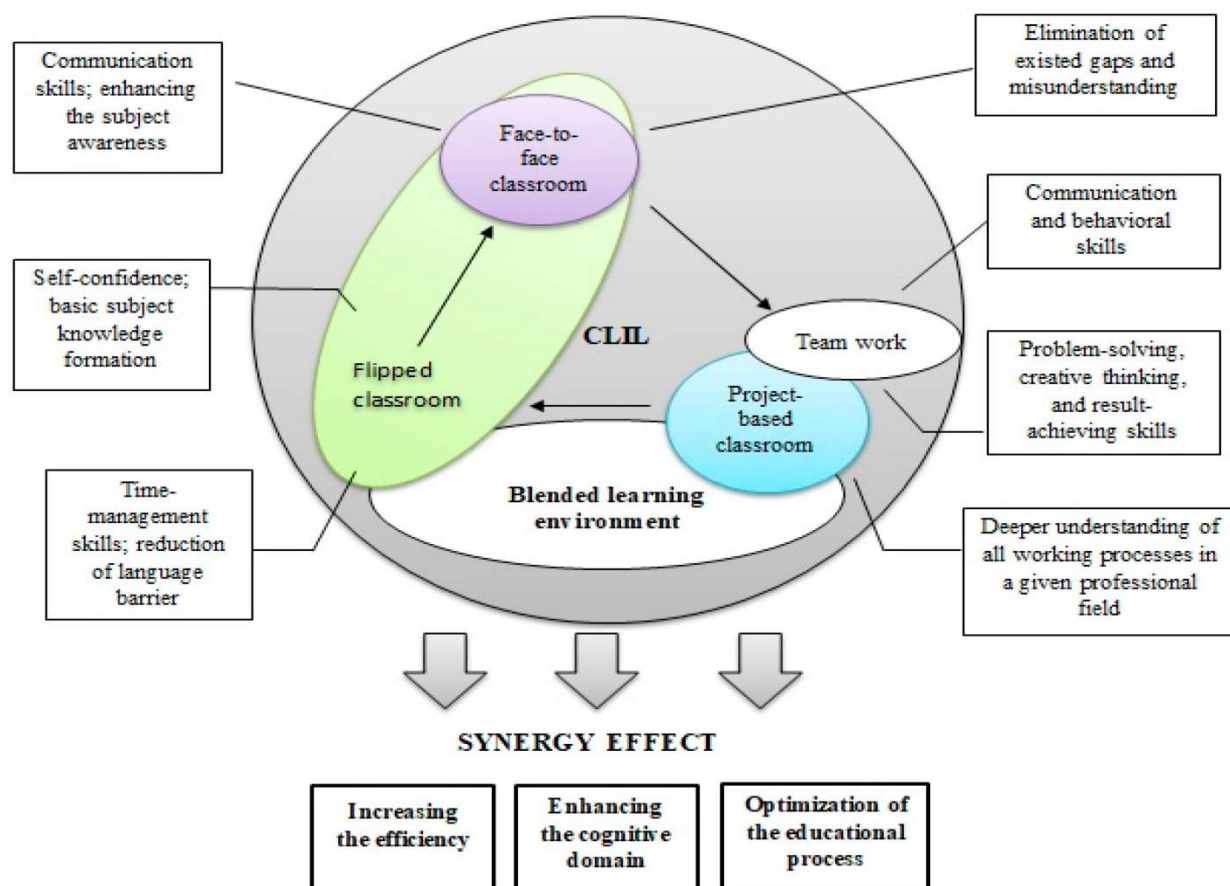 Communication
skills; enhancing
the subject
awareness
Elimination of
existed gaps and
misunderstanding
Face-to-
face
classroom
Communication
and behavioral
skills
Self-confidence;
basic subject
knowledge
formation
CLIL
Team work
Flipped
classroom
Project-
based
classroom
Problem-solving,
creative thinking,
and result-
achieving skills
Time-
management
skills; reduction
of language
barrier
Blended learning
environment
Deeper understanding of
all working processes in
a given professional
field
SYNERGY EFFECT
Increasing
the efficiency
Enhancing
the cognitive
domain
Optimization of
the educational
process